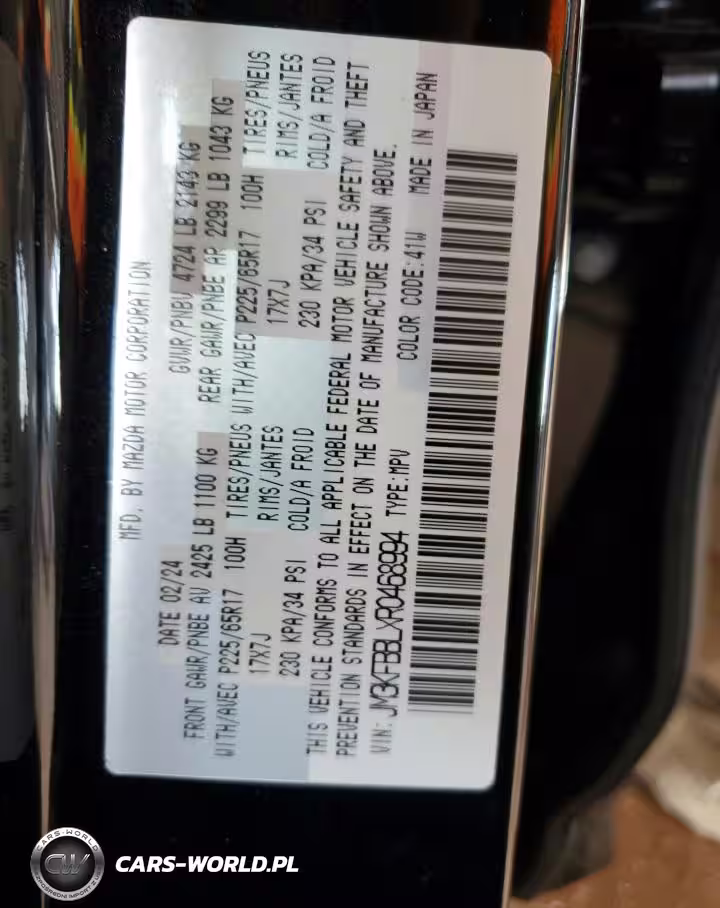 MFD. BY MAZDA MOTOR CORPORATION
DATE 02/24 GVWR/PNBV 4724 LB 2143 KG
FRONT GAWR/PNBE AV 2425 LB 1100 KG REAR GAWR/PNBE AR 2299 LB 1043 KG
WITH/AVEC P225/65R17 100H TIRES/PNEUS WITH/AVEC P225/65R17 100H TIRES/PNEUS
17X7J RIMS/JANTES 17X7J RIMS/JANTES
230 KPA/34 PSI COLD/A FROID 230 KPA/34 PSI COLD/A FROID
THIS VEHICLE CONFORMS TO ALL APPLICABLE FEDERAL MOTOR VEHICLE SAFETY AND THEFT
PREVENTION STANDARDS IN EFFECT ON THE DATE OF MANUFACTURE SHOWN ABOVE.
VIN: JM3KFBBLXR0468994 TYPE:MPV COLOR CODE:41W MADE IN JAPAN
CARS-WORLD
CW
CARS-WORLD.PL